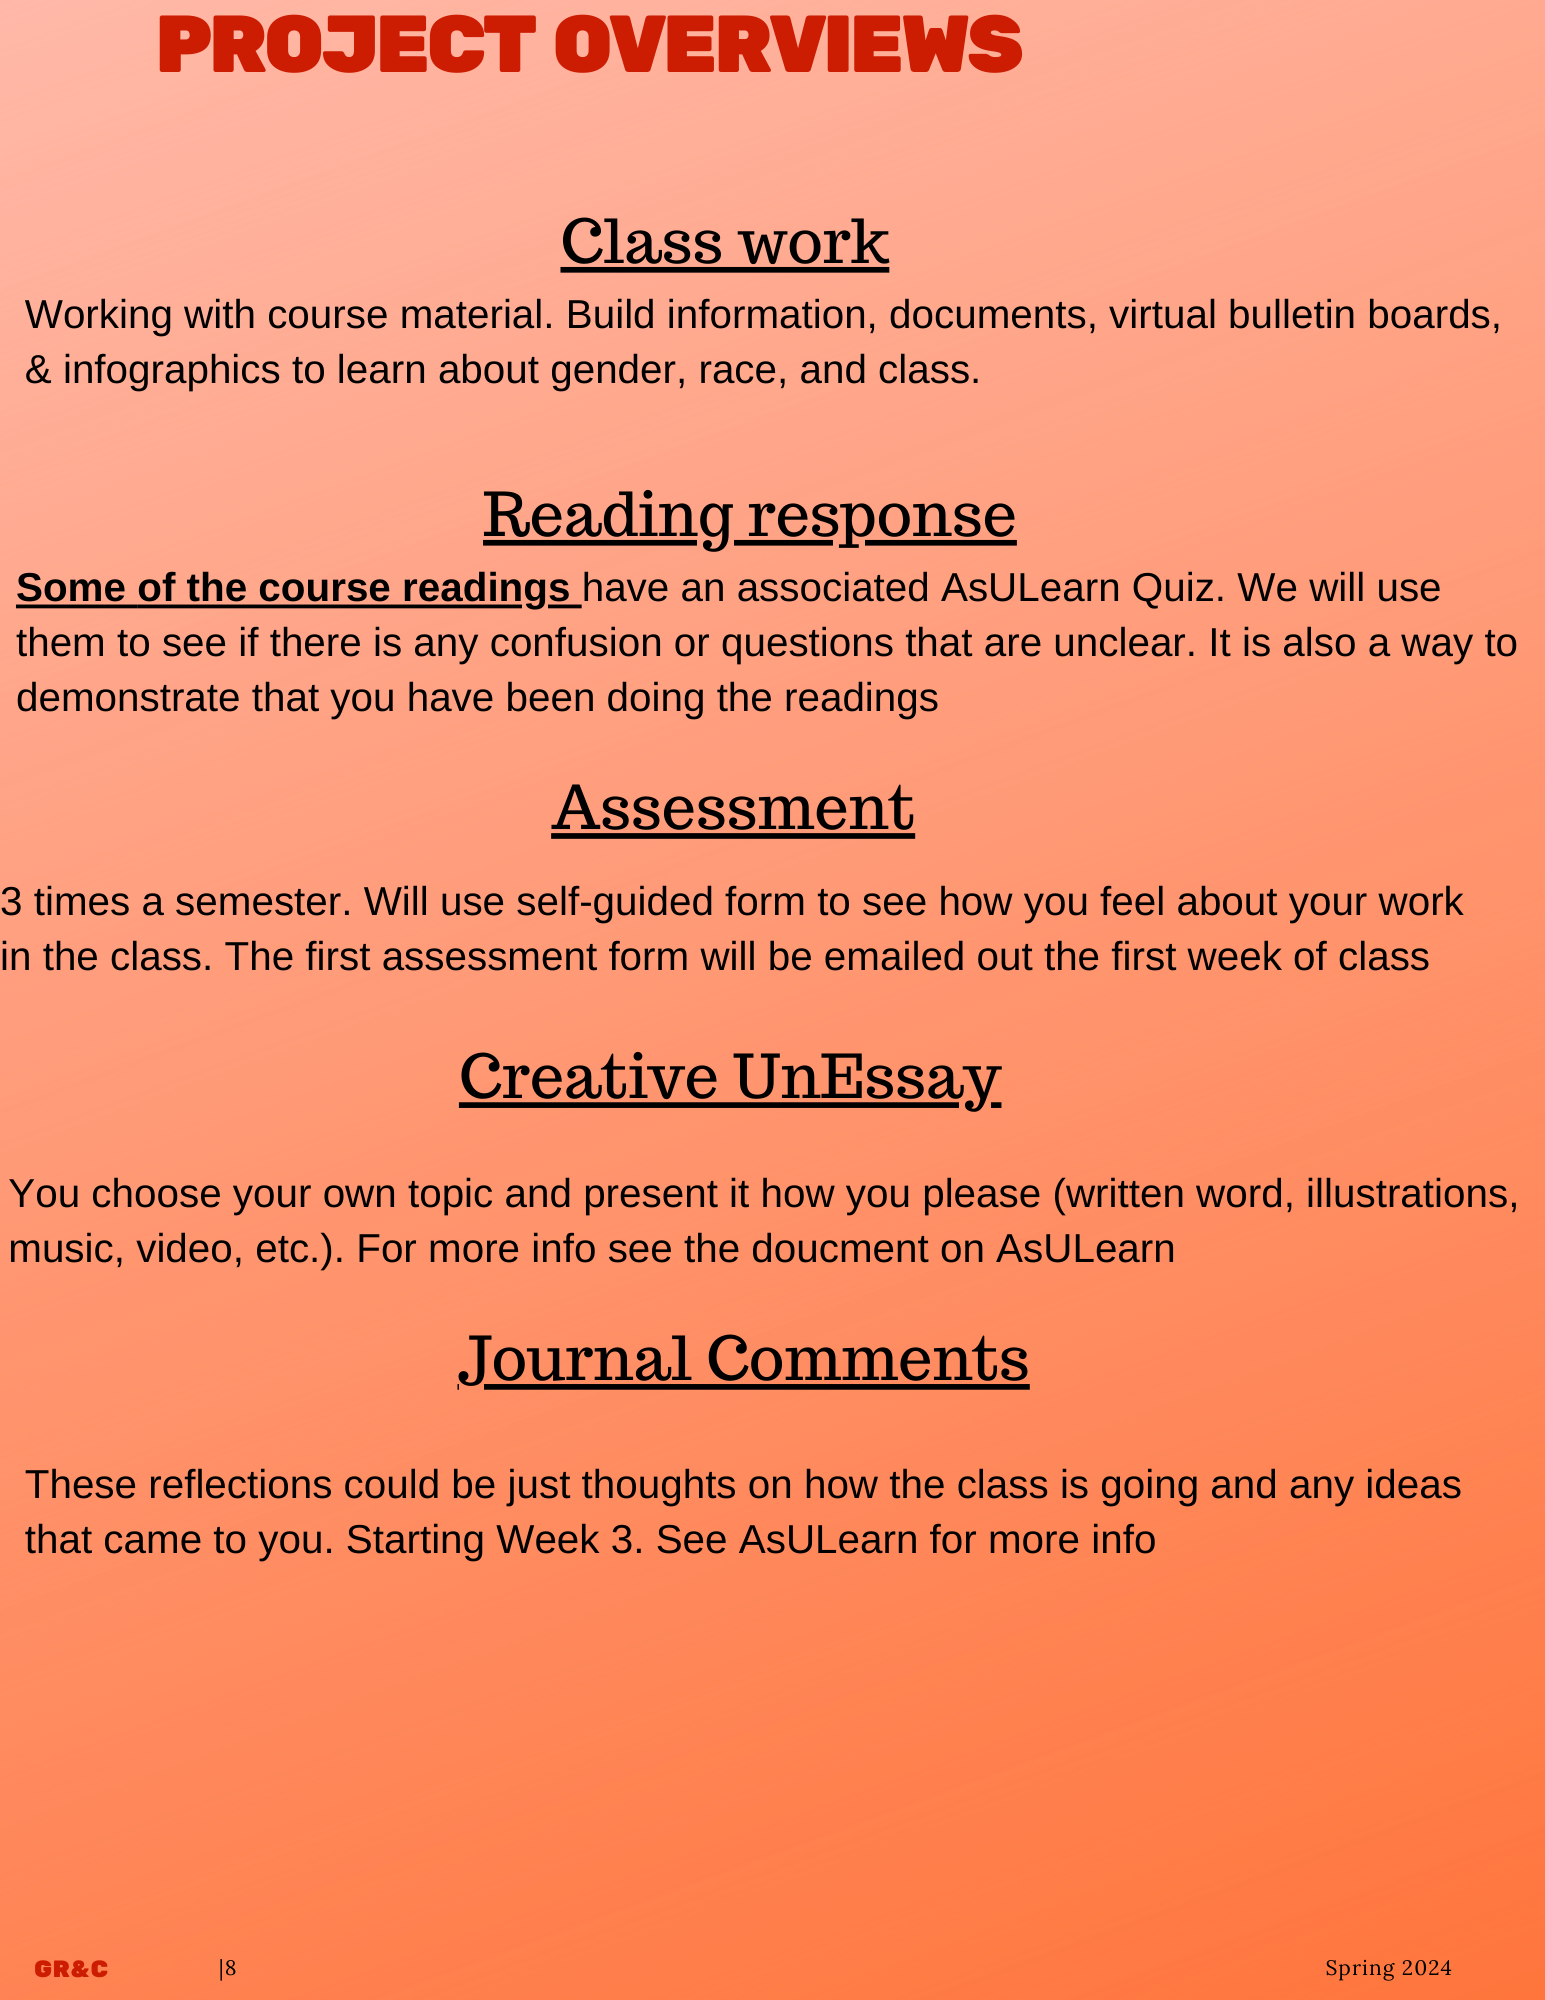 PROJECT OVERVIEWS
Class work
Working with course material. Build information, documents, virtual bulletin boards,
& infographics to learn about gender, race, and class.
Reading response
Some of the course readings have an associated AsULearn Quiz. We will use
them to see if there is any confusion or questions that are unclear. It is also a way to
demonstrate that you have been doing the readings
Assessment
3 times a semester. Will use self-guided form to see how you feel about your work
in the class. The first assessment form will be emailed out the first week of class
Creative UnEssay
You choose your own topic and present it how you please (written word, illustrations,
music, video, etc.). For more info see the doucment on AsULearn
Journal Comments
These reflections could be just thoughts on how the class is going and any ideas
that came to you. Starting Week 3. See AsULearn for more info
GR&C |8 Spring 2024